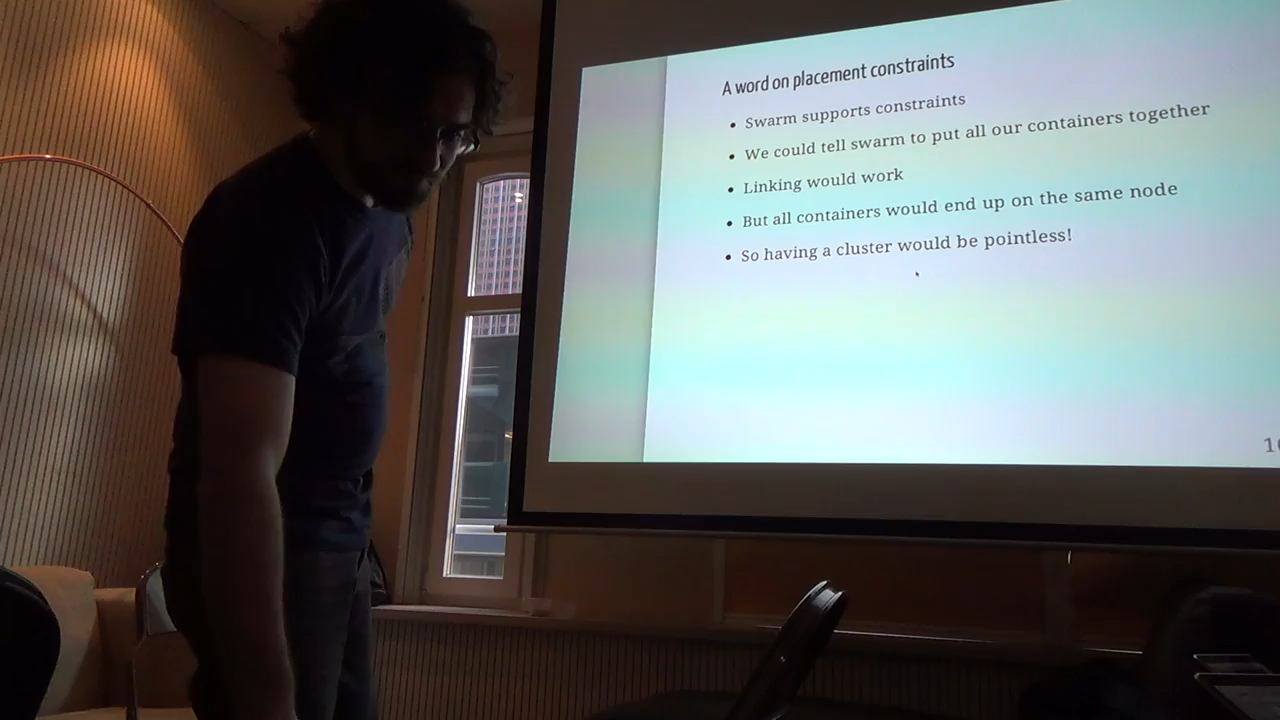 A word on placement constraints
• Swarm supports constraints
• We could tell swarm to put all our containers together
• Linking would work
• But all containers would end up on the same node
• So having a cluster would be pointless!